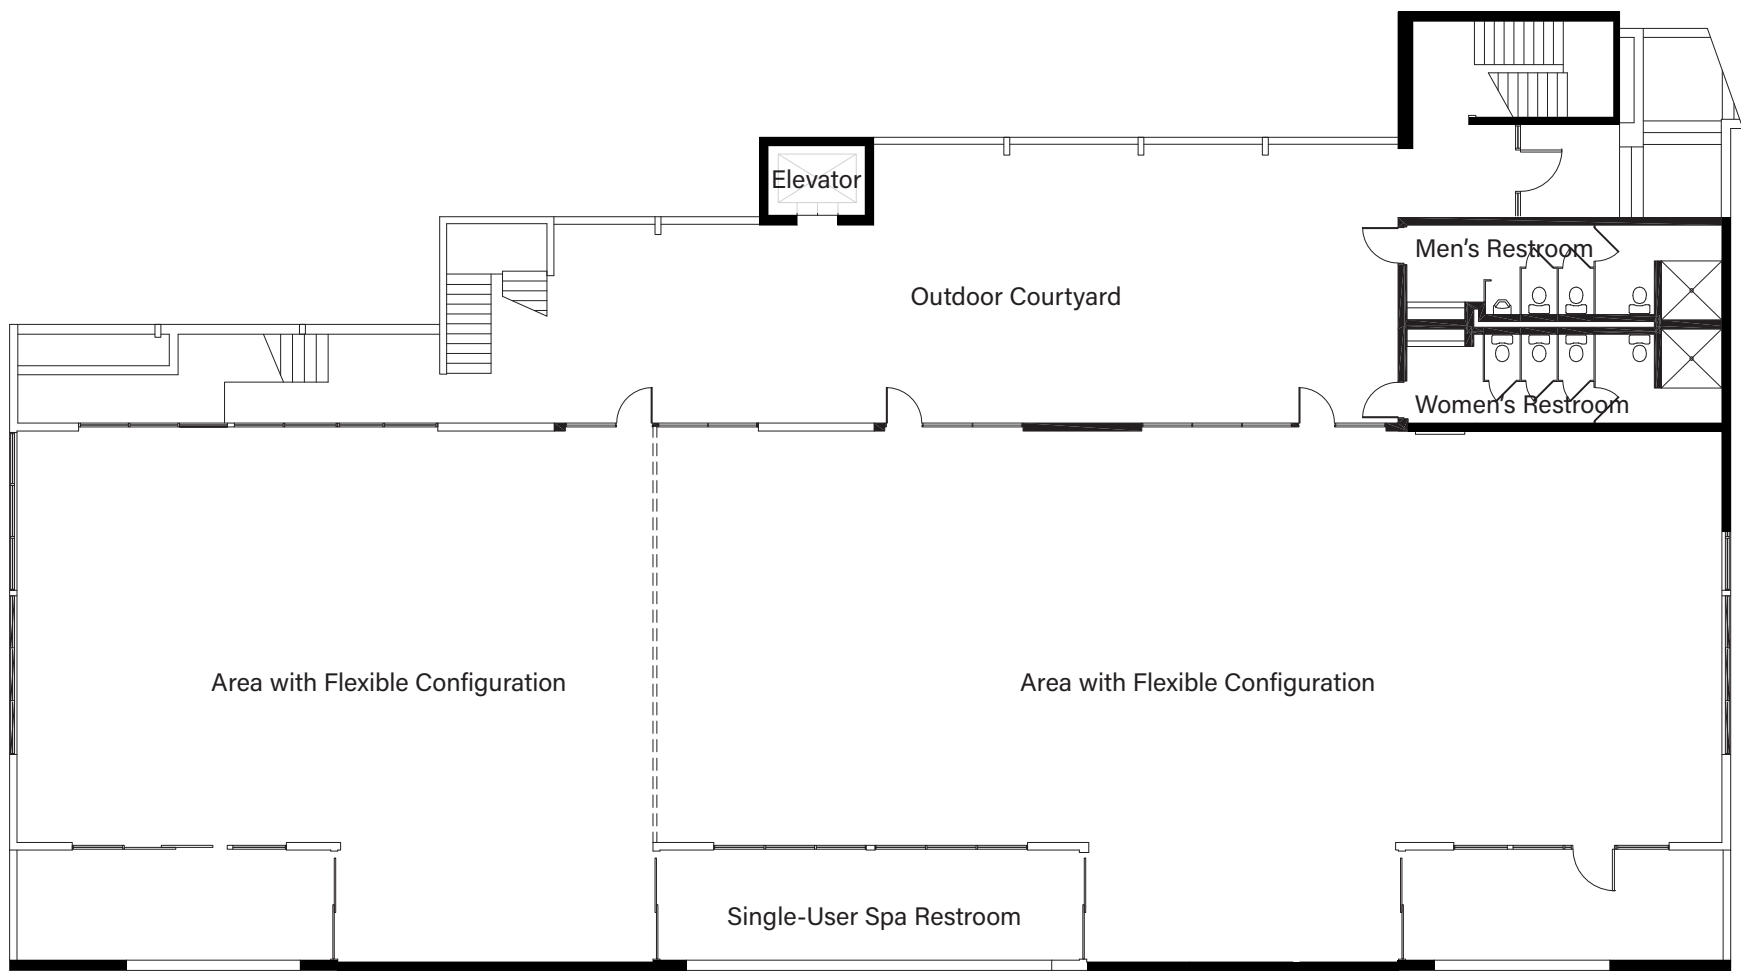 Elevator
Men's Restroom
Outdoor Courtyard
Women's Restroom
Area with Flexible Configuration
Area with Flexible Configuration
Single-User Spa Restroom